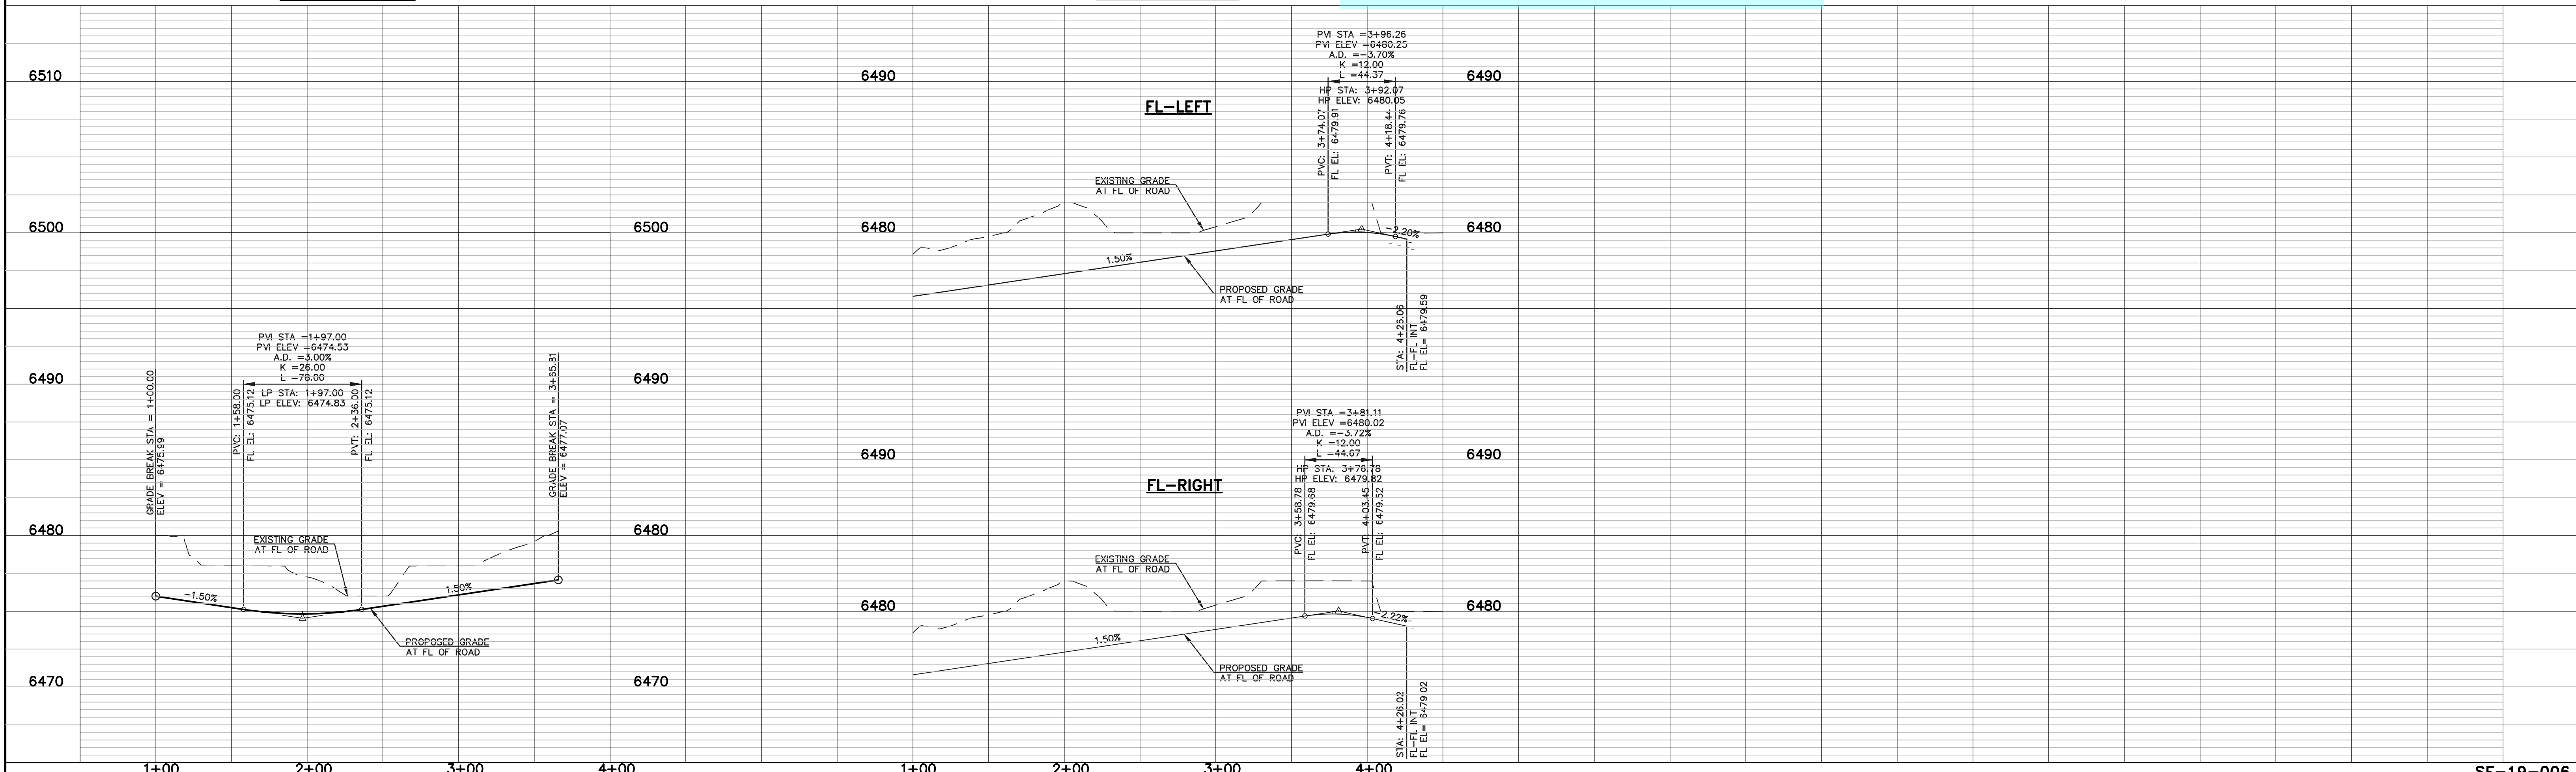 6510
6500
6490
6480
6470
6500
6490
6480
6470
GRADE BREAK STA = 1+00.00
ELEV = 6475.99
PVI STA =1+97.00
PVI ELEV =6474.53
A.D. =3.00%
K =26.00
L =78.00
LP STA: 1+97.00
LP ELEV: 6474.83
PVC: 1+58.00
FL EL: 6475.12
PVT: 2+36.00
FL EL: 6475.12
GRADE BREAK STA = 3+65.81
ELEV = 6477.07
EXISTING GRADE
AT FL OF ROAD
-1.50%
1.50%
PROPOSED GRADE
AT FL OF ROAD
1+00
2+00
3+00
4+00
6490
6480
6490
6480
FL-LEFT
PVI STA =3+96.26
PVI ELEV =6480.25
A.D. =-3.70%
K =12.00
L =44.37
HP STA: 3+92.07
HP ELEV: 6480.05
PVC: 3+74.07
FL EL: 6479.91
PVT: 4+18.44
FL EL: 6479.76
EXISTING GRADE
AT FL OF ROAD
1.50%
-2.20%
PROPOSED GRADE
AT FL OF ROAD
STA: 4+26.06
FL-FL INT
FL EL= 6479.59
6490
6480
6490
6480
FL-RIGHT
PVI STA =3+81.11
PVI ELEV =6480.02
A.D. =-3.72%
K =12.00
L =44.67
HP STA: 3+76.78
HP ELEV: 6479.82
PVC: 3+58.78
FL EL: 6479.68
PVT: 4+03.45
FL EL: 6479.52
EXISTING GRADE
AT FL OF ROAD
1.50%
-2.22%
PROPOSED GRADE
AT FL OF ROAD
STA: 4+26.02
FL-FL INT
FL EL= 6479.02
1+00
2+00
3+00
4+00
SF-19-006